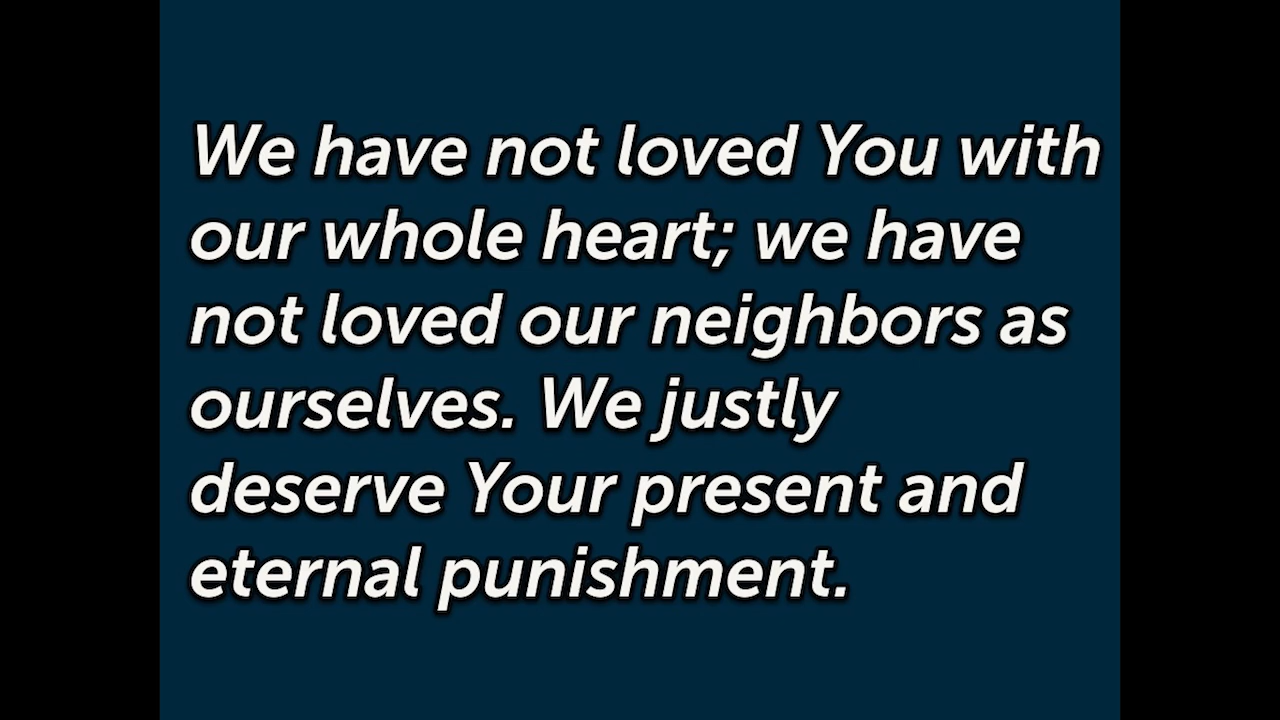 We have not loved You with
our whole heart; we have
not loved our neighbors as
ourselves. We justly
deserve Your present and
eternal punishment.